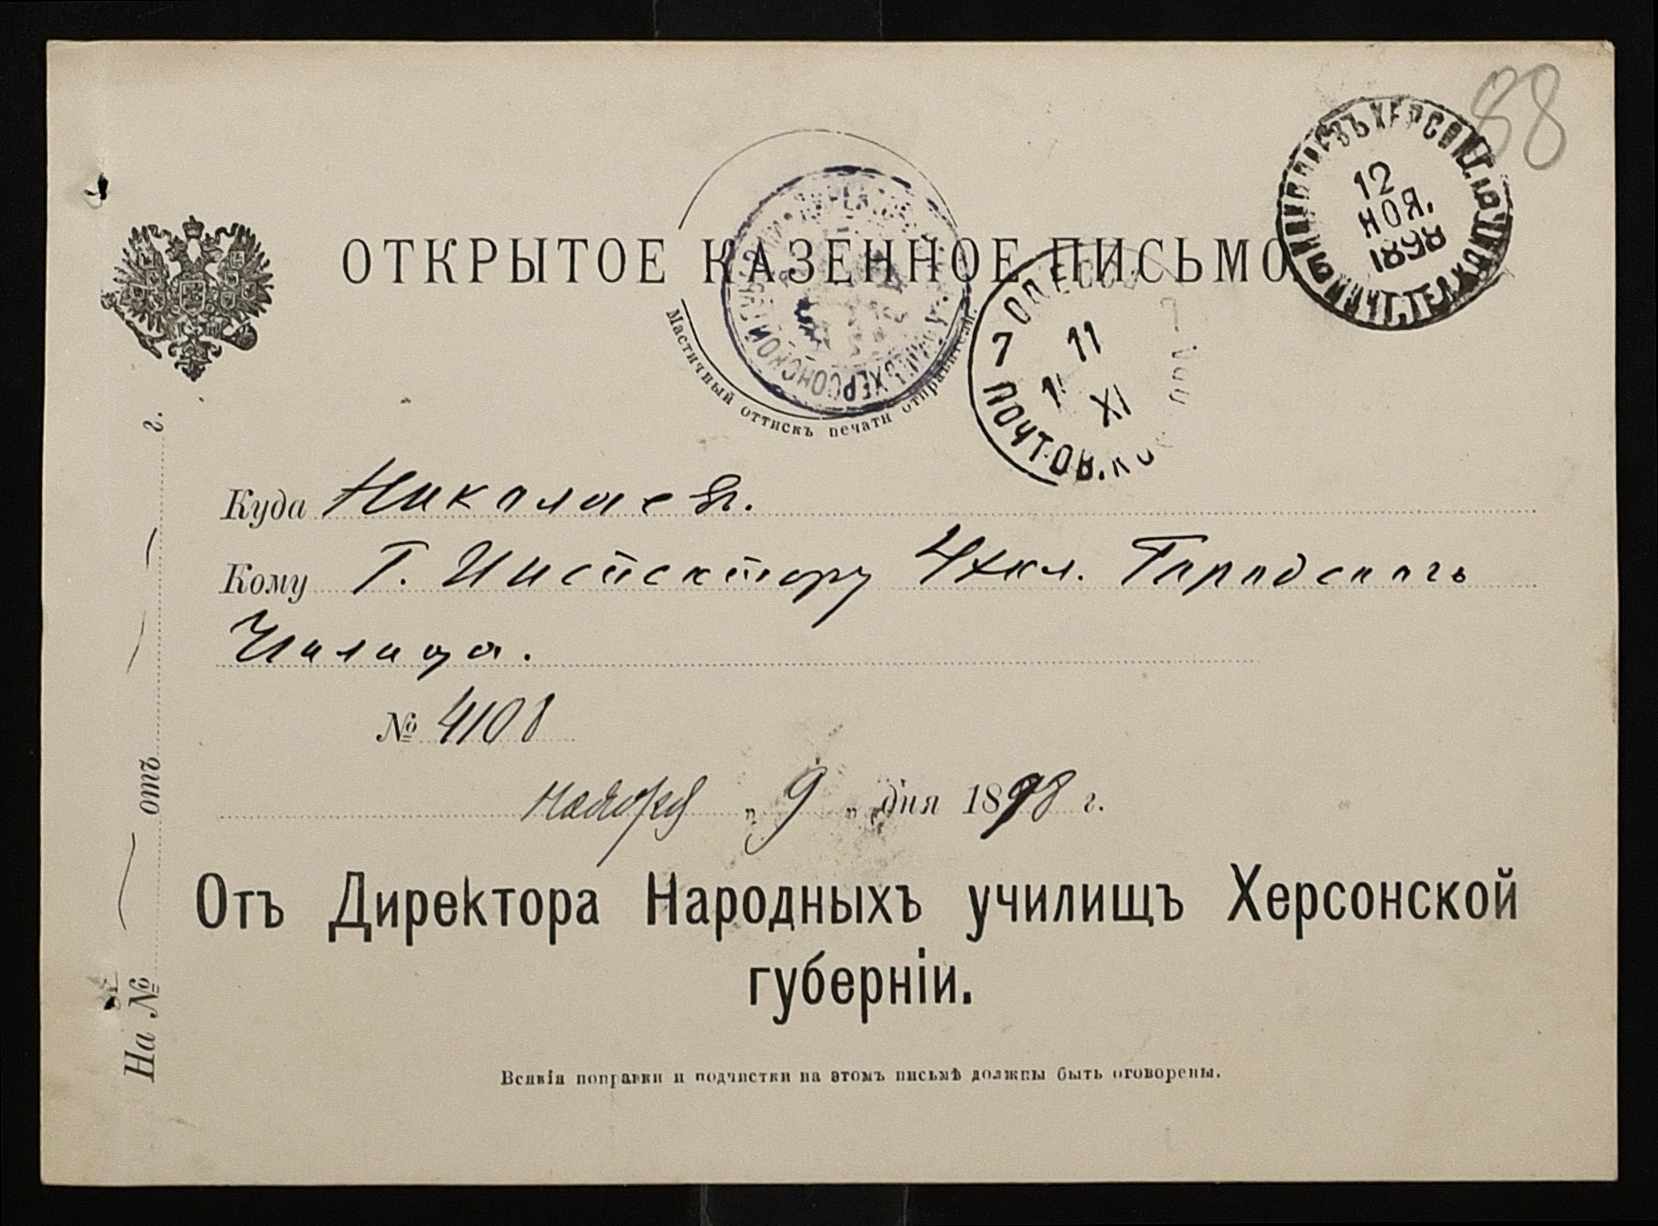 88
ОТКРЫТОЕ КАЗЕННОЕ ПИСЬМО.
12
НОЯ.
1898
Мастичный оттискъ печати отправителя.
ОДЕССА
7
11
XI
ПОЧТОВ.
Куда Николаевъ.
Кому Г. Инспектору 4хкл. Городского
Училища.
№ 4108
ноября „ 9 „ дня 1898 г.
Отъ Директора Народныхъ училищъ Херсонской
губерніи.
Всякія поправки и подчистки на этомъ письмѣ должны быть оговорены.
На № — отъ — г.